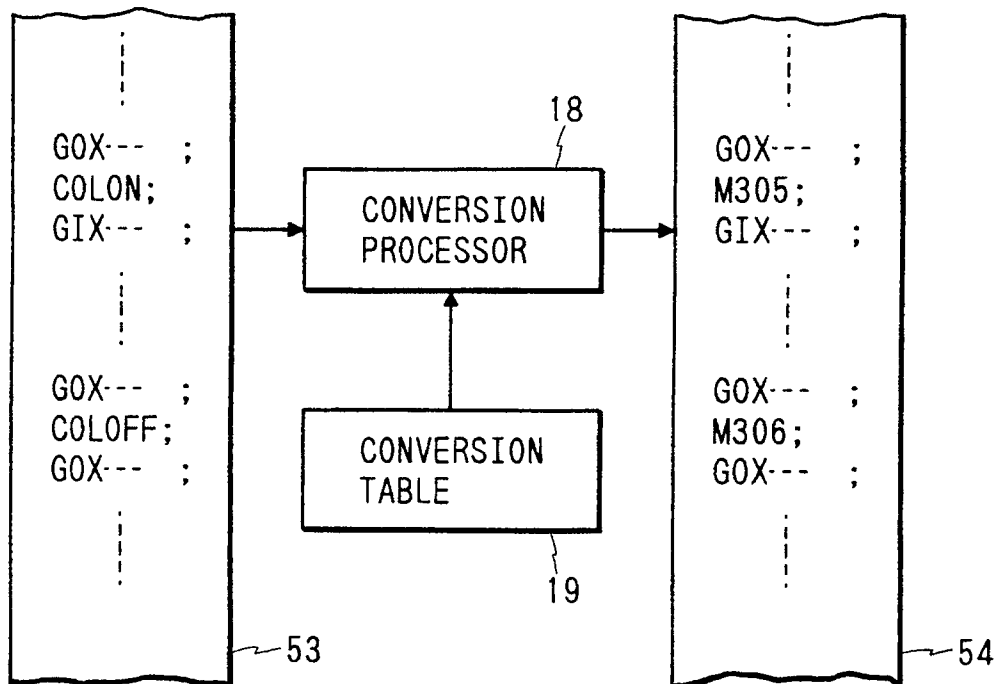 GOX--- ;
COLON;
GIX--- ;
GOX--- ;
COLOFF;
GOX--- ;
53
18
CONVERSION
PROCESSOR
CONVERSION
TABLE
19
GOX--- ;
M305;
GIX--- ;
GOX--- ;
M306;
GOX--- ;
54